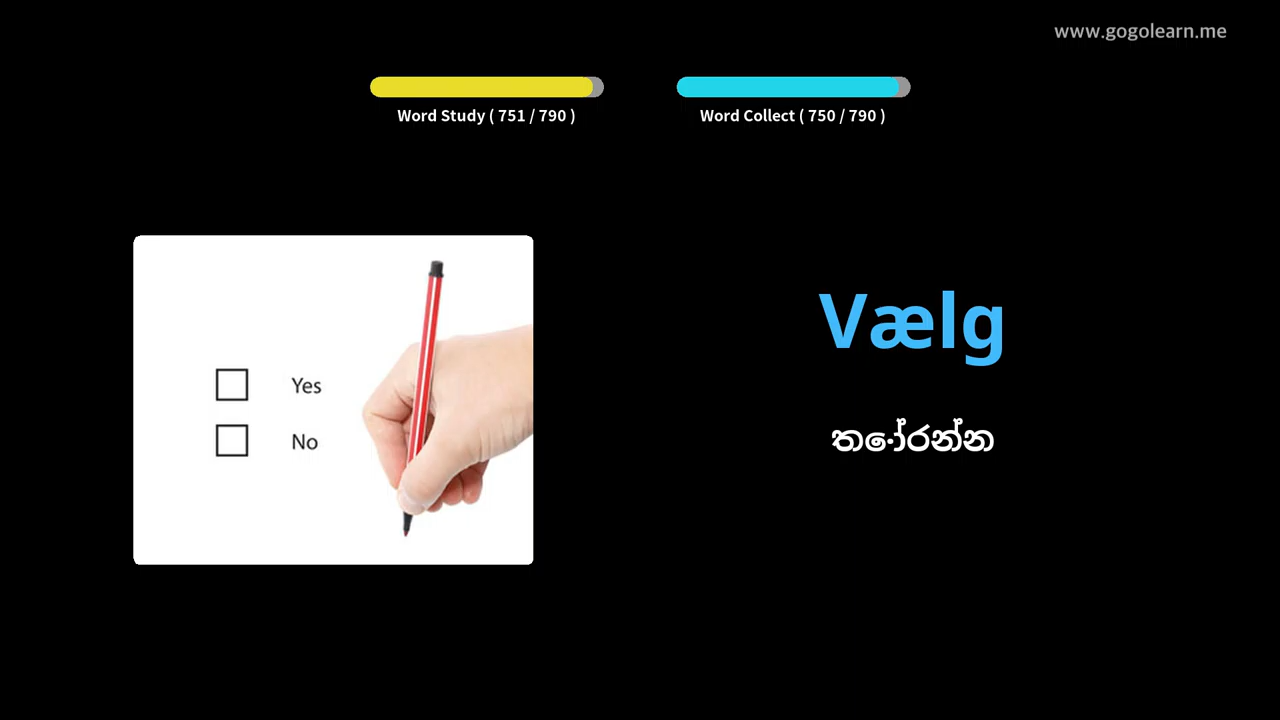 www.gogolearn.me
Word Study ( 751 / 790 )
Word Collect ( 750 / 790 )
Yes
No
Vælg
තෝරන්න